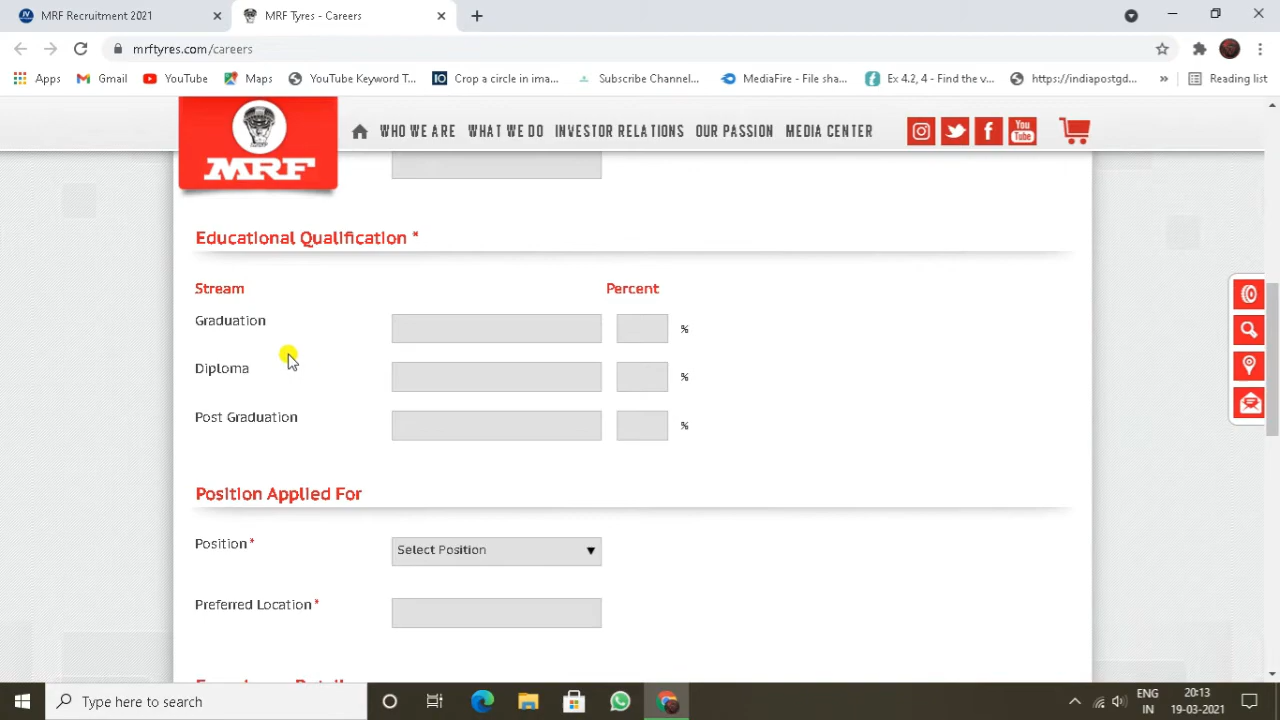 MRF Recruitment 2021
MRF Tyres - Careers
mrftyres.com/careers
Apps
Gmail
YouTube
Maps
YouTube Keyword T...
Crop a circle in ima...
Subscribe Channel...
MediaFire - File sha...
Ex 4.2, 4 - Find the v...
https://indiapostgd...
»
Reading list
MRF
WHO WE ARE
WHAT WE DO
INVESTOR RELATIONS
OUR PASSION
MEDIA CENTER
You
Tube
Educational Qualification *
Stream
Percent
Graduation
%
Diploma
%
Post Graduation
%
Position Applied For
Position *
Select Position
Preferred Location *
Type here to search
ENG
IN
20:13
19-03-2021